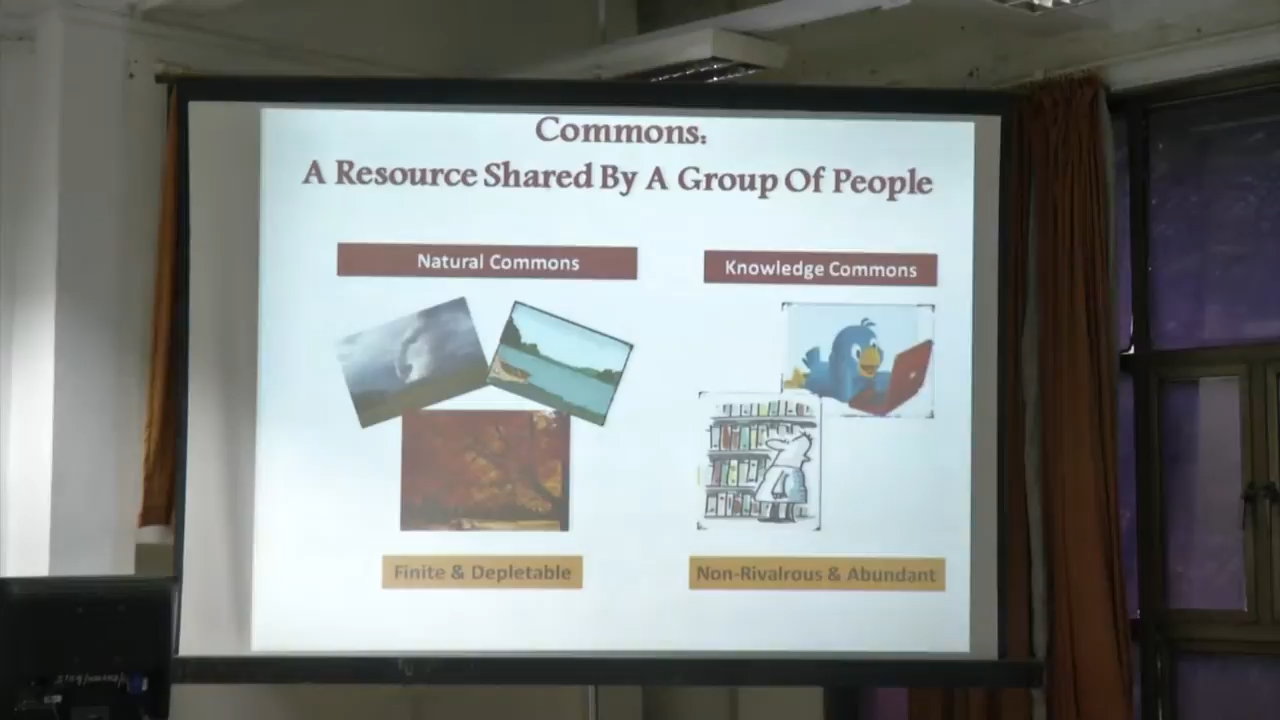 Commons:
A Resource Shared By A Group Of People
Natural Commons
Knowledge Commons
Finite & Depletable
Non-Rivalrous & Abundant